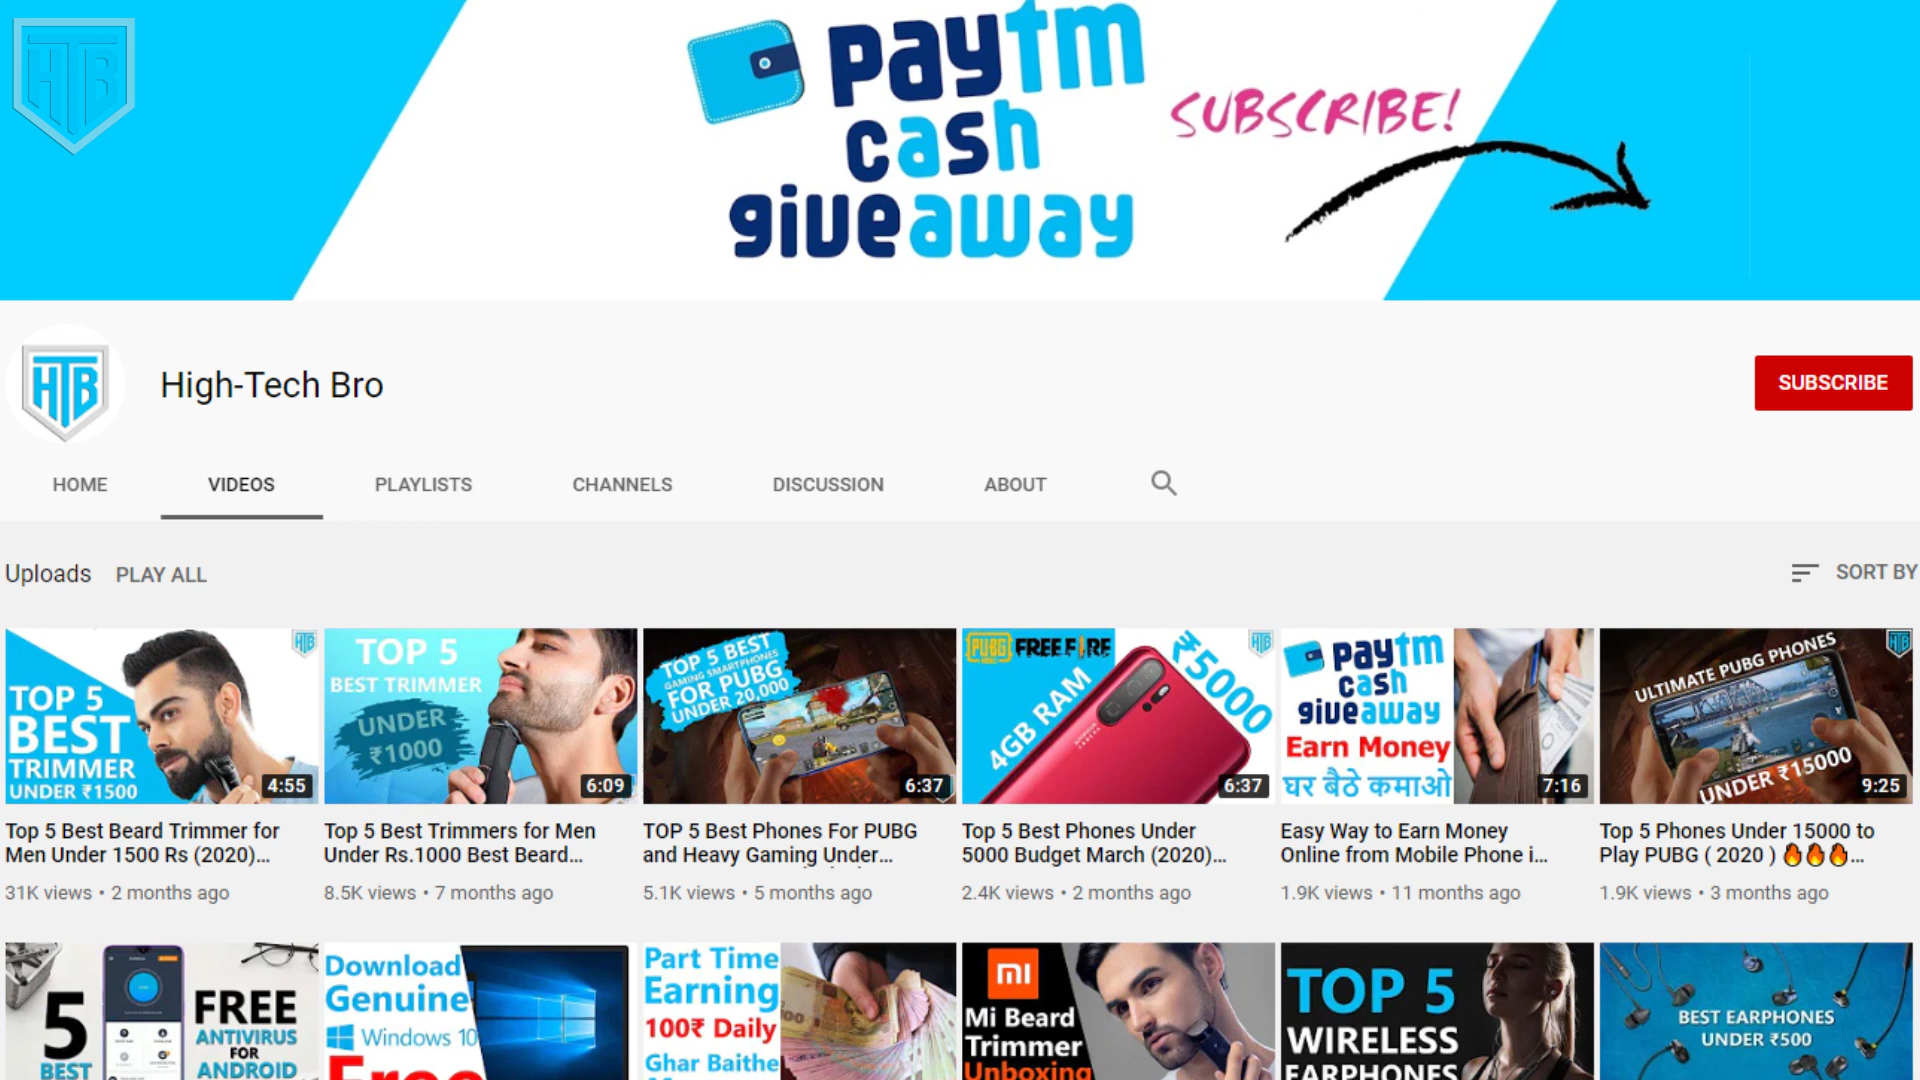 HTB
paytm
cash
giveaway
SUBSCRIBE!
HTB
High-Tech Bro
SUBSCRIBE
HOME
VIDEOS
PLAYLISTS
CHANNELS
DISCUSSION
ABOUT
Uploads
PLAY ALL
SORT BY
HTB
TOP 5
BEST
TRIMMER
UNDER ₹1500
4:55
Top 5 Best Beard Trimmer for
Men Under 1500 Rs (2020)...
31K views • 2 months ago
TOP 5
BEST TRIMMER
UNDER
₹1000
6:09
Top 5 Best Trimmers for Men
Under Rs.1000 Best Beard...
8.5K views • 7 months ago
TOP 5 BEST
GAMING SMARTPHONES
FOR PUBG
UNDER 20,000
6:37
TOP 5 Best Phones For PUBG
and Heavy Gaming Under...
5.1K views • 5 months ago
PUBG FREE FIRE
HTB
4GB RAM
₹5000
6:37
Top 5 Best Phones Under
5000 Budget March (2020)...
2.4K views • 2 months ago
paytm
cash
giveaway
Earn Money
घर बैठे कमाओ
7:16
Easy Way to Earn Money
Online from Mobile Phone i...
1.9K views • 11 months ago
ULTIMATE PUBG PHONES
HTB
UNDER ₹15000
9:25
Top 5 Phones Under 15000 to
Play PUBG ( 2020 ) 🔥🔥🔥...
1.9K views • 3 months ago
5
BEST
FREE
ANTIVIRUS
FOR
ANDROID
Download
Genuine
Windows 10
Free
Part Time
Earning
100₹ Daily
Ghar Baithe
mi
Mi Beard
Trimmer
Unboxing
TOP 5
WIRELESS
EARPHONES
BEST EARPHONES
UNDER ₹500